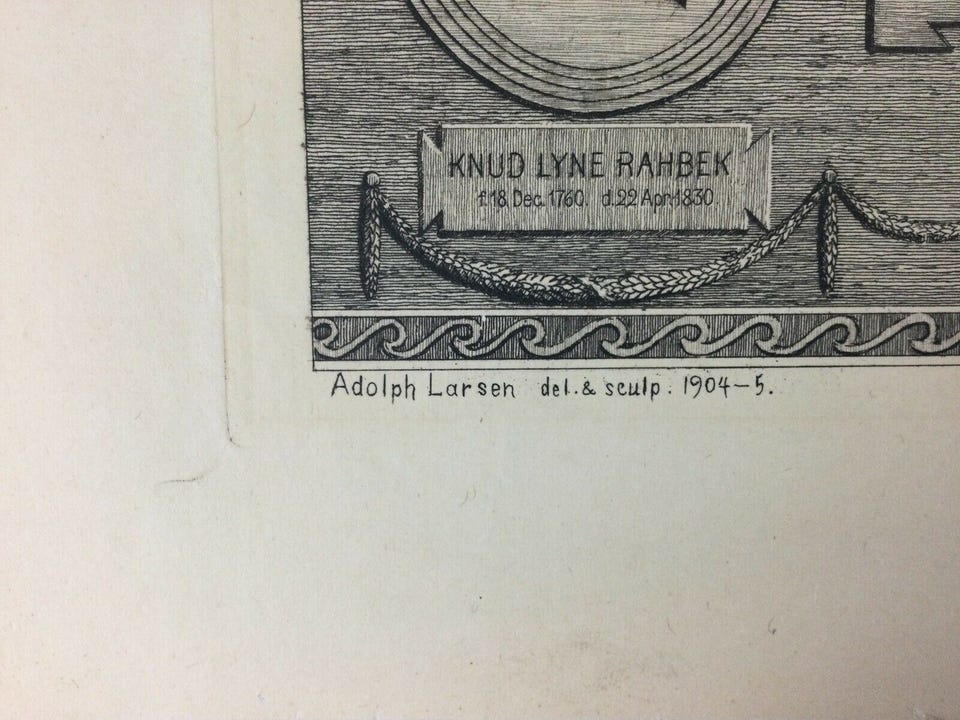 KNUD LYNE RAHBEK
f.18. Dec. 1760. d.22 Apr.1830.
Adolph Larsen del. & sculp. 1904–5.